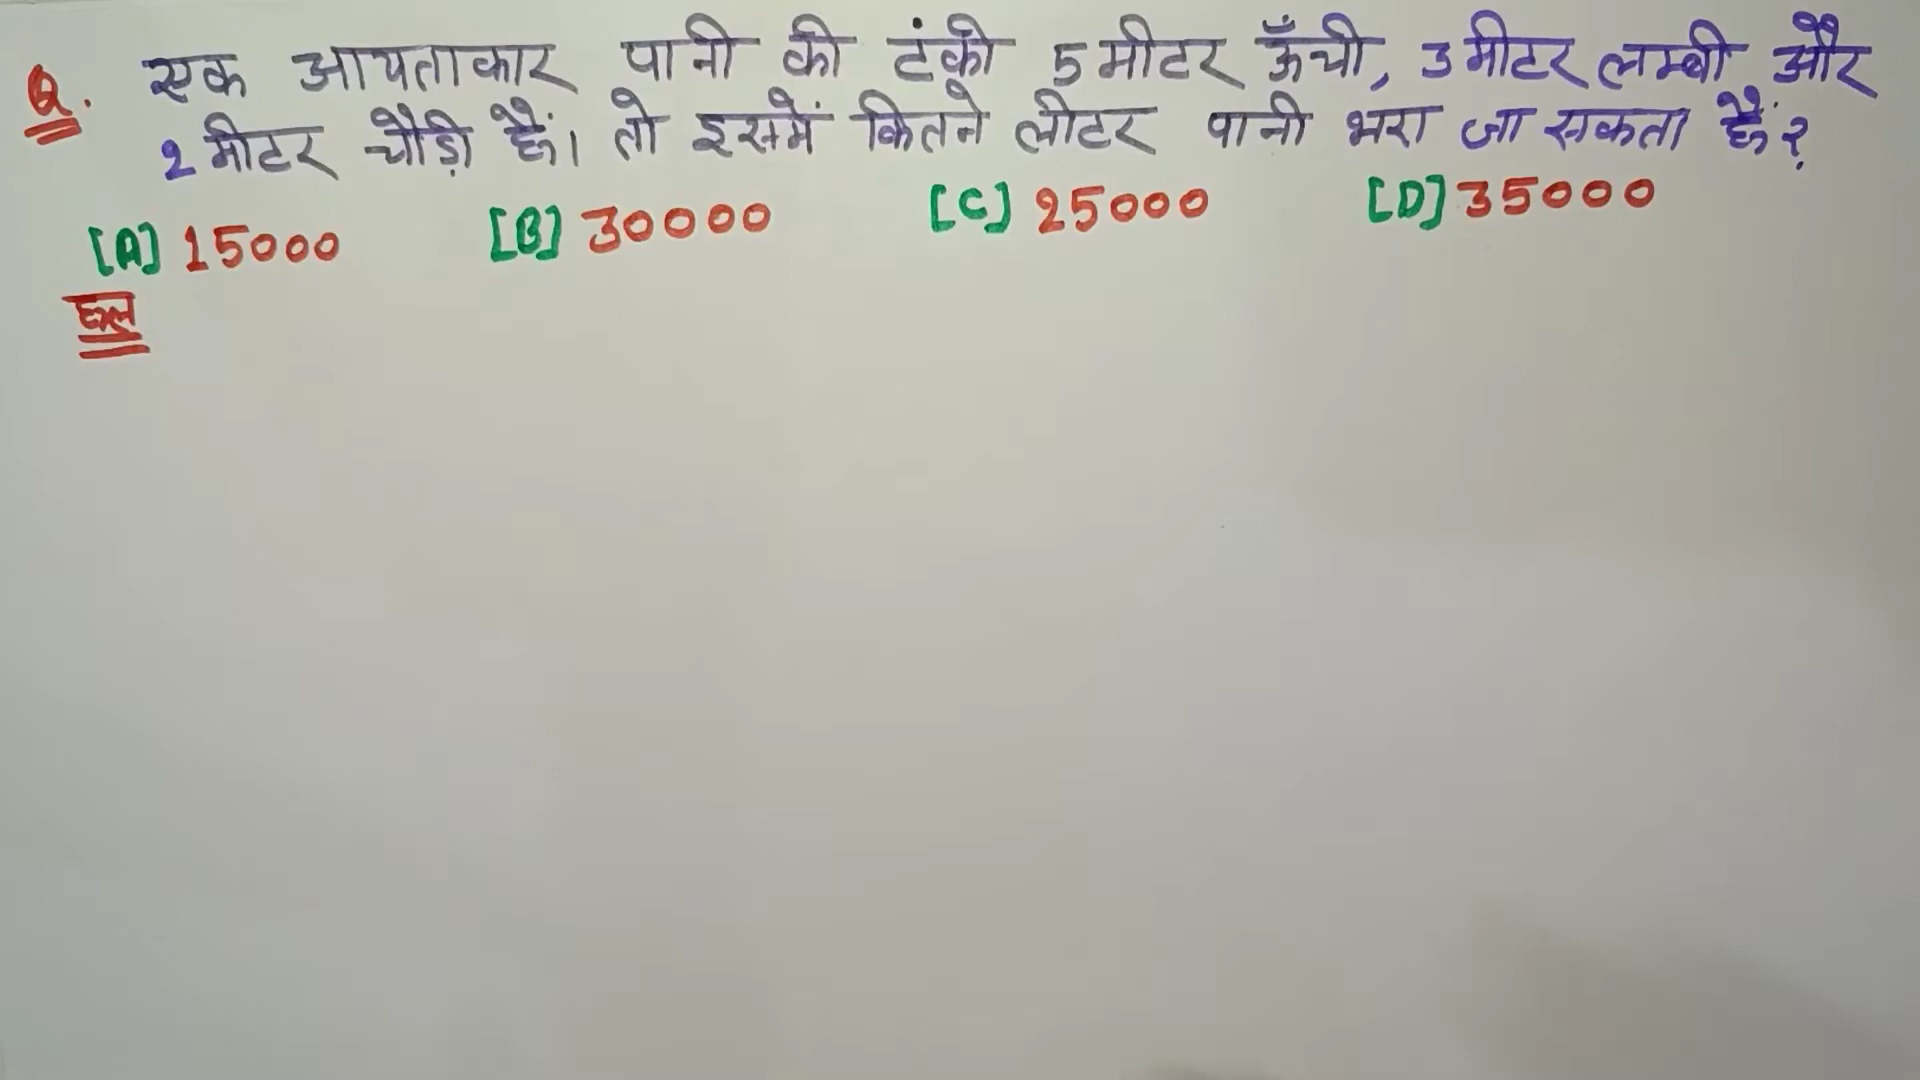 Q. एक आयताकार पानी की टंकी 5 मीटर ऊँची, 3 मीटर लम्बी और
2 मीटर चौड़ी हैं। तो इसमें कितने लीटर पानी भरा जा सकता हैं?
[A] 15000 [B] 30000 [C] 25000 [D] 35000
हल